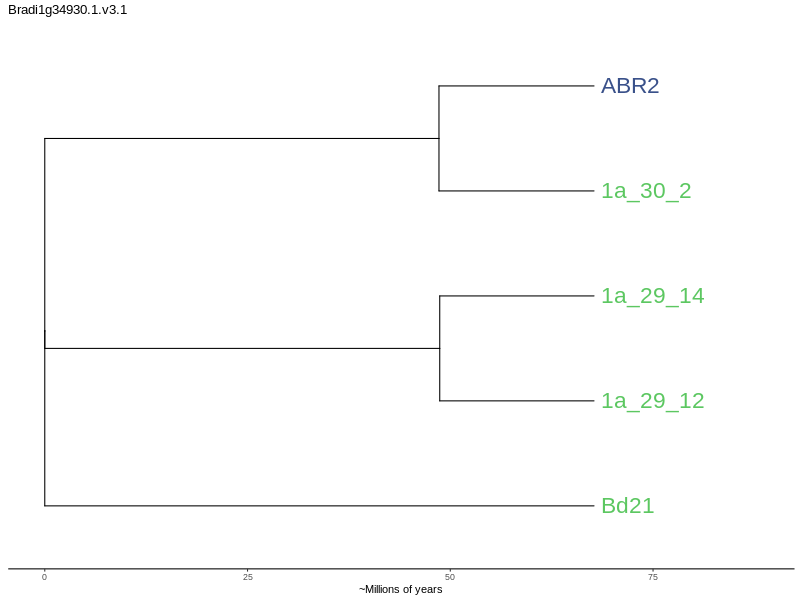 Bradi1g34930.1.v3.1
ABR2
1a_30_2
1a_29_14
1a_29_12
Bd21
0 25 50 75
~Millions of years